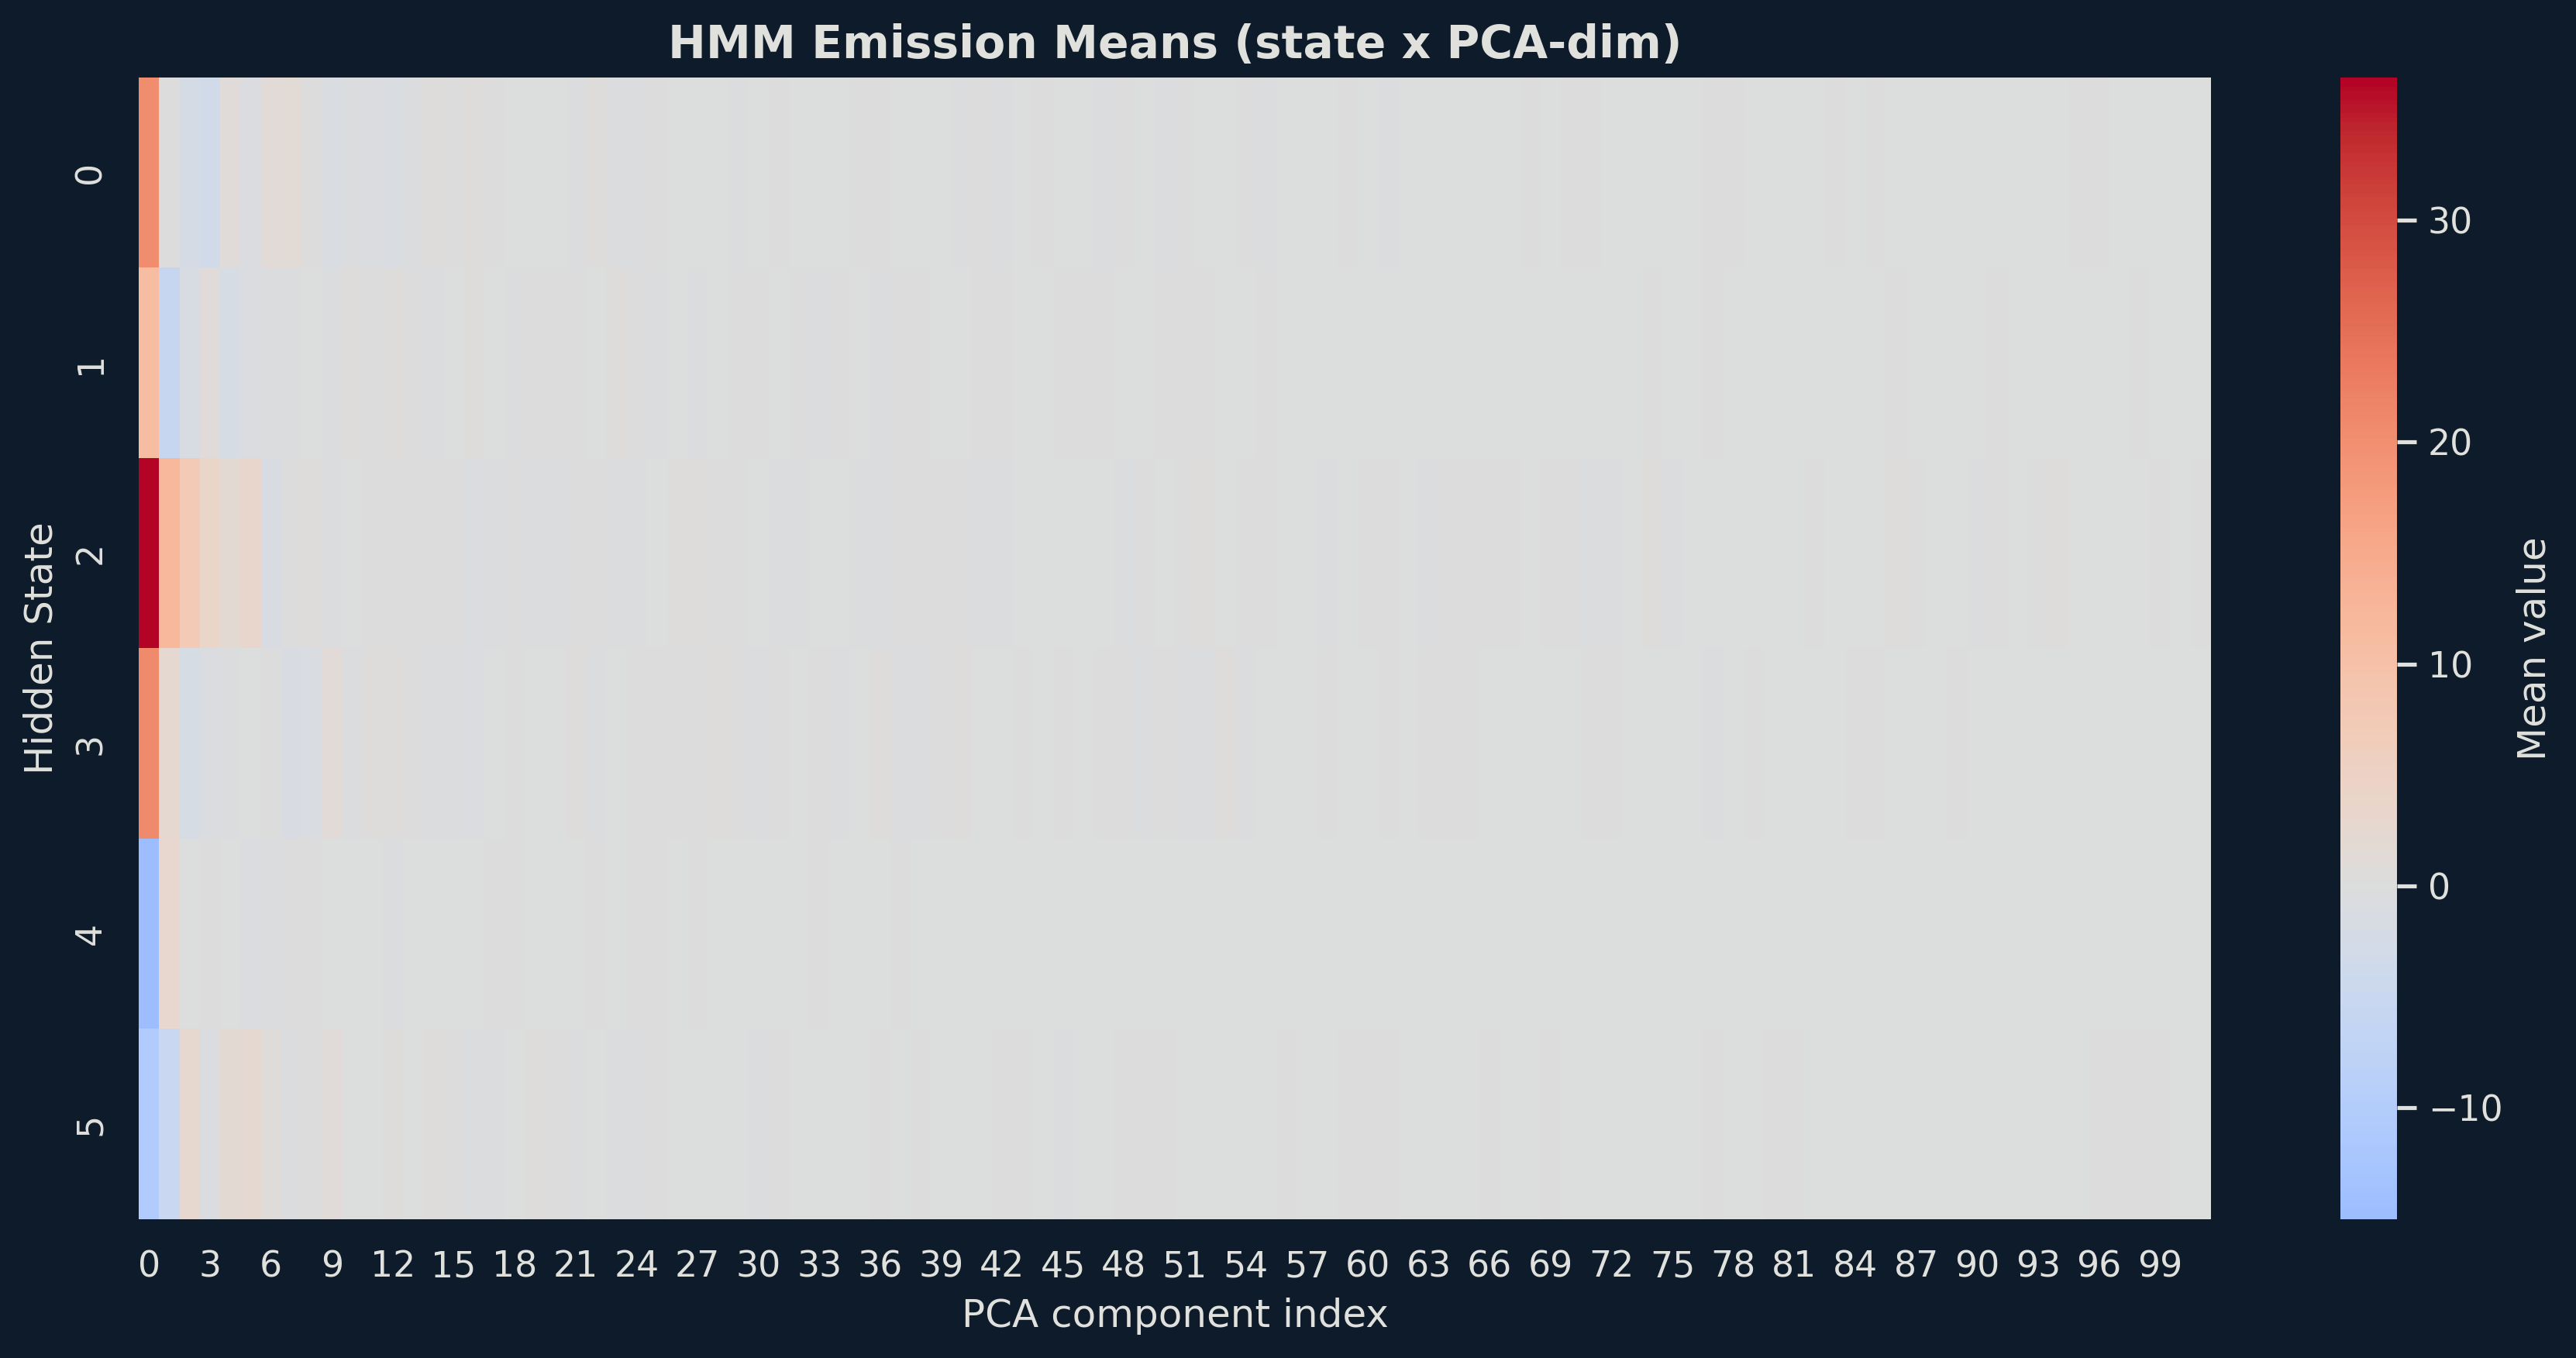 HMM Emission Means (state x PCA-dim)
Hidden State
0
1
2
3
4
5
0 3 6 9 12 15 18 21 24 27 30 33 36 39 42 45 48 51 54 57 60 63 66 69 72 75 78 81 84 87 90 93 96 99
PCA component index
30
20
10
0
−10
Mean value